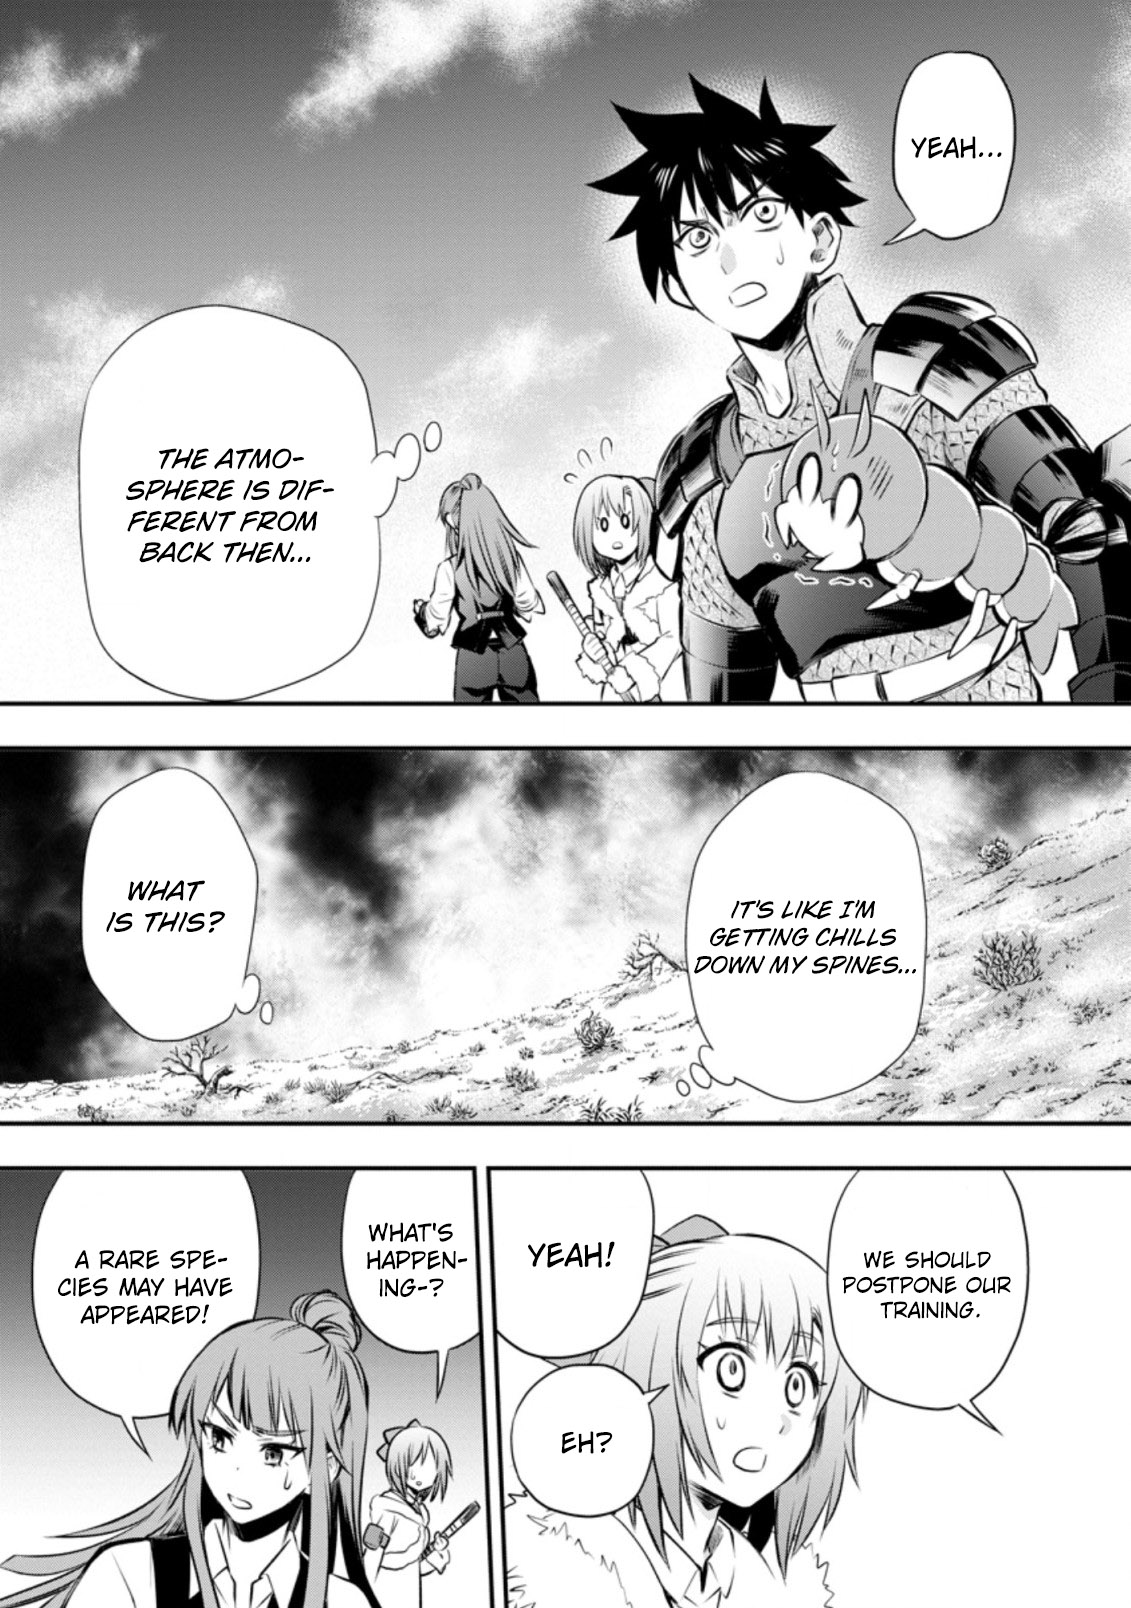 YEAH...
THE ATMO-
SPHERE IS DIF-
FERENT FROM
BACK THEN...
IT'S LIKE I'M
GETTING CHILLS
DOWN MY SPINES...
WHAT
IS THIS?
WE SHOULD
POSTPONE OUR
TRAINING.
YEAH!
EH?
WHAT'S
HAPPEN-
ING-?
A RARE SPE-
CIES MAY HAVE
APPEARED!